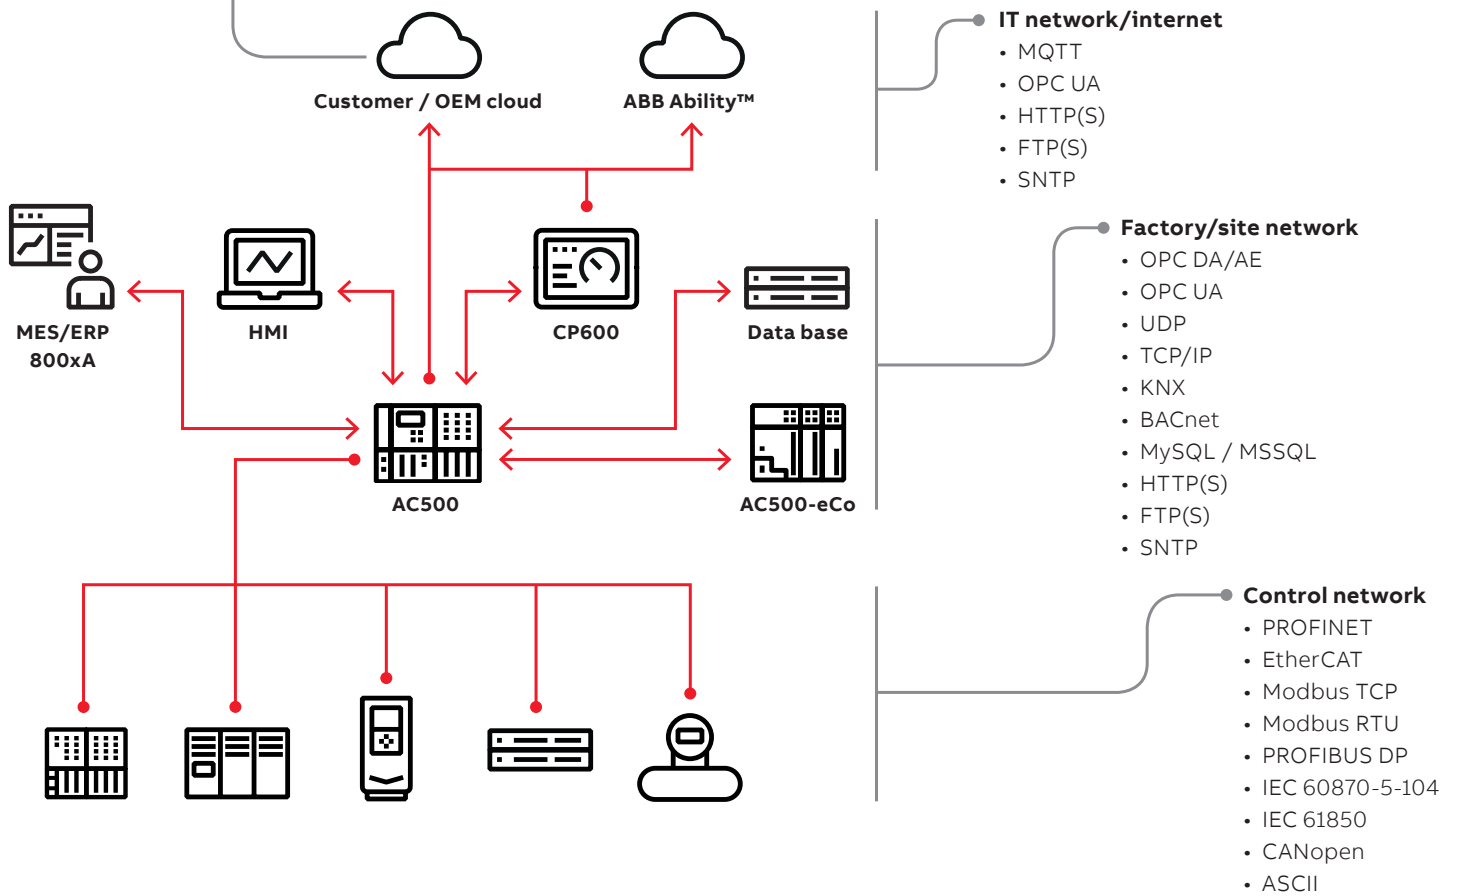 Customer / OEM cloud
ABB Ability™
MES/ERP
800xA
HMI
CP600
Data base
AC500
AC500-eCo
IT network/internet
• MQTT
• OPC UA
• HTTP(S)
• FTP(S)
• SNTP
Factory/site network
• OPC DA/AE
• OPC UA
• UDP
• TCP/IP
• KNX
• BACnet
• MySQL / MSSQL
• HTTP(S)
• FTP(S)
• SNTP
Control network
• PROFINET
• EtherCAT
• Modbus TCP
• Modbus RTU
• PROFIBUS DP
• IEC 60870-5-104
• IEC 61850
• CANopen
• ASCII